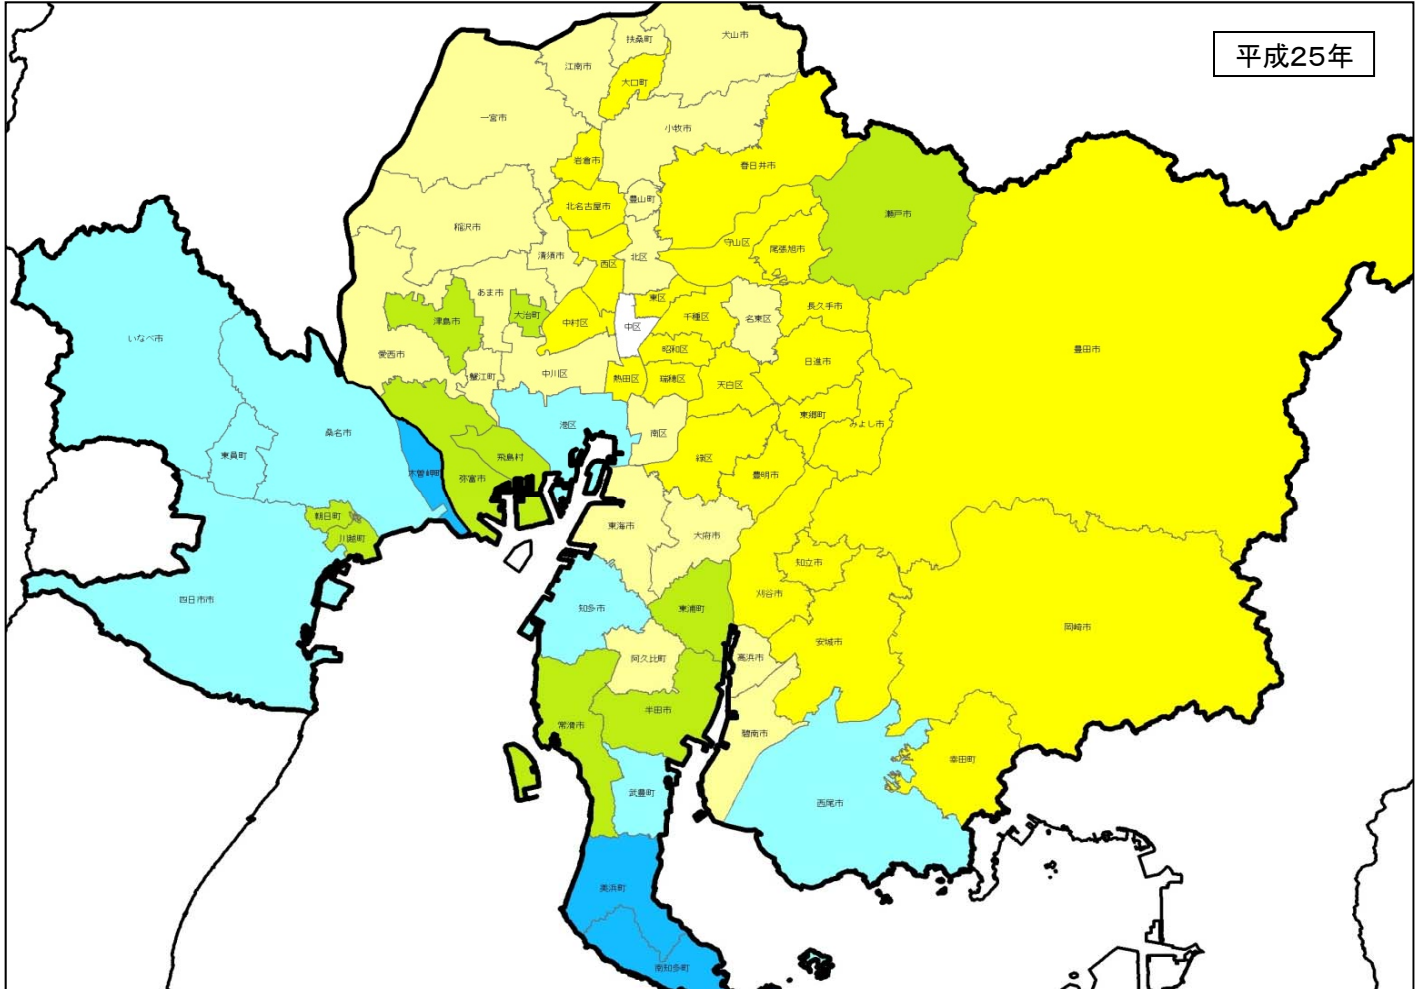 平成25年
扶桑町
犬山市
江南市
大口町
一宮市
小牧市
岩倉市
春日井市
豊山町
北名古屋市
瀬戸市
稲沢市
守山区
尾張旭市
清須市
北区
西区
あま市
東区
長久手市
津島市
大治町
中村区
中区
千種区
名東区
いなべ市
昭和区
豊田市
愛西市
日進市
蟹江町
中川区
熱田区
瑞穂区
天白区
東郷町
みよし市
桑名市
港区
南区
東員町
飛島村
緑区
木曽岬町
弥富市
豊明市
朝日町
東海市
大府市
川越町
知立市
刈谷市
四日市市
知多市
東浦町
岡崎市
安城市
阿久比町
高浜市
半田市
常滑市
碧南市
幸田町
武豊町
西尾市
美浜町
南知多町